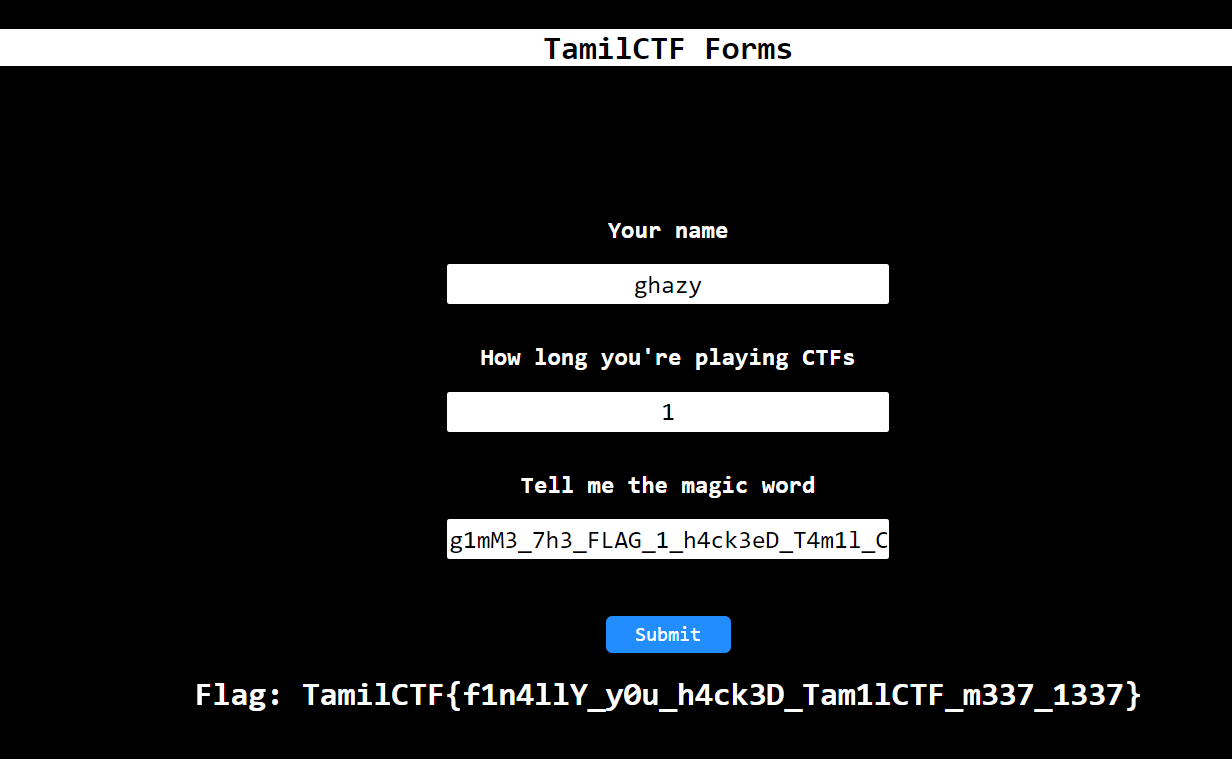 TamilCTF Forms
Your name
ghazy
How long you're playing CTFs
1
Tell me the magic word
g1mM3_7h3_FLAG_1_h4ck3eD_T4m1l_C
Submit
Flag: TamilCTF{f1n4llY_y0u_h4ck3D_Tam1lCTF_m337_1337}